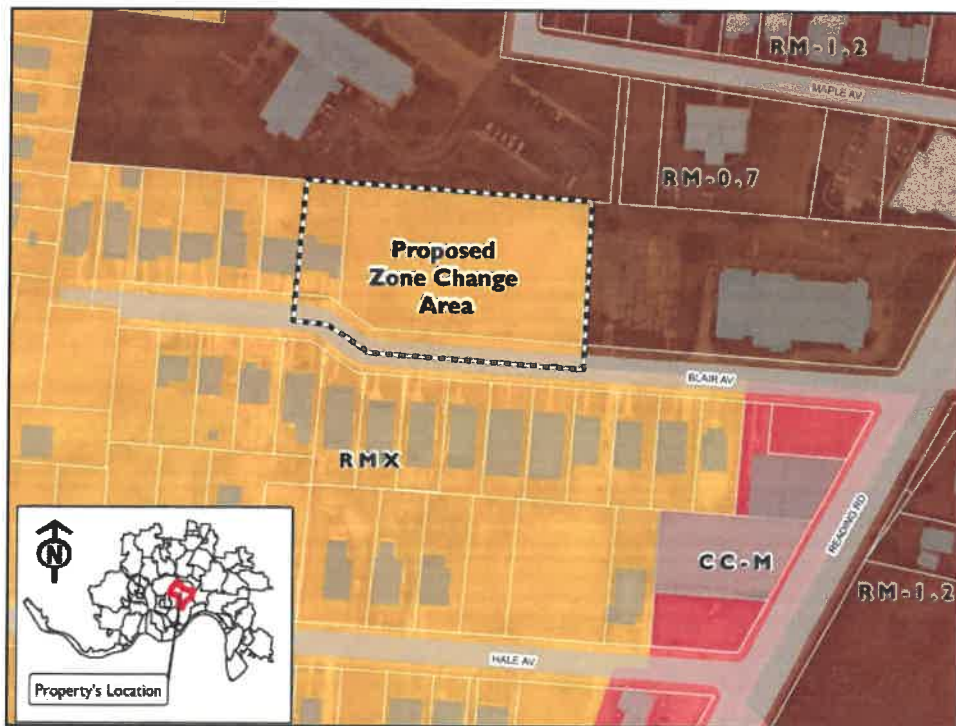 RM-1.2
MAPLE AV
RM-0.7
Proposed
Zone Change
Area
BLAIR AV
RMX
READING RD
CC-M
RM-1.2
N
HALE AV
Property's Location